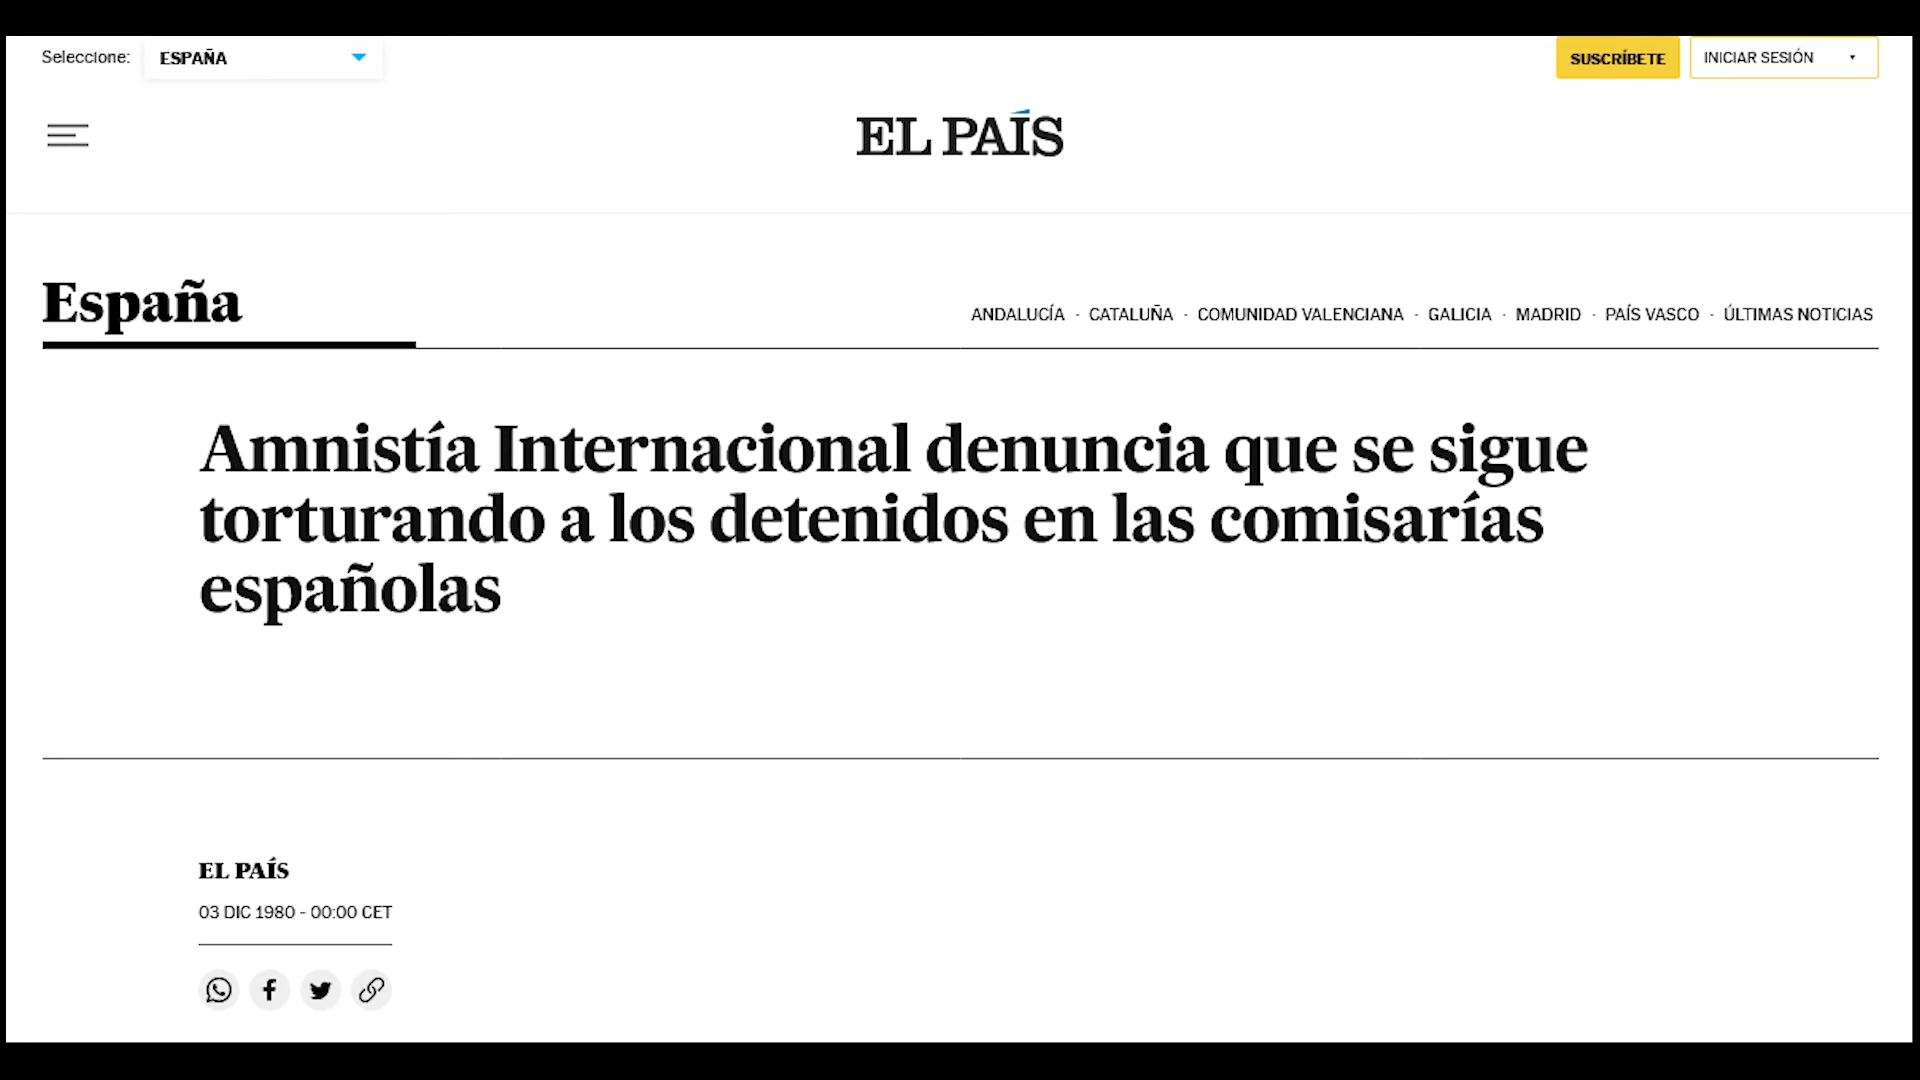 Seleccione: ESPAÑA SUSCRÍBETE INICIAR SESIÓN
EL PAÍS
España
ANDALUCÍA · CATALUÑA · COMUNIDAD VALENCIANA · GALICIA · MADRID · PAÍS VASCO · ÚLTIMAS NOTICIAS
Amnistía Internacional denuncia que se sigue
torturando a los detenidos en las comisarías
españolas
EL PAÍS
03 DIC 1980 - 00:00 CET